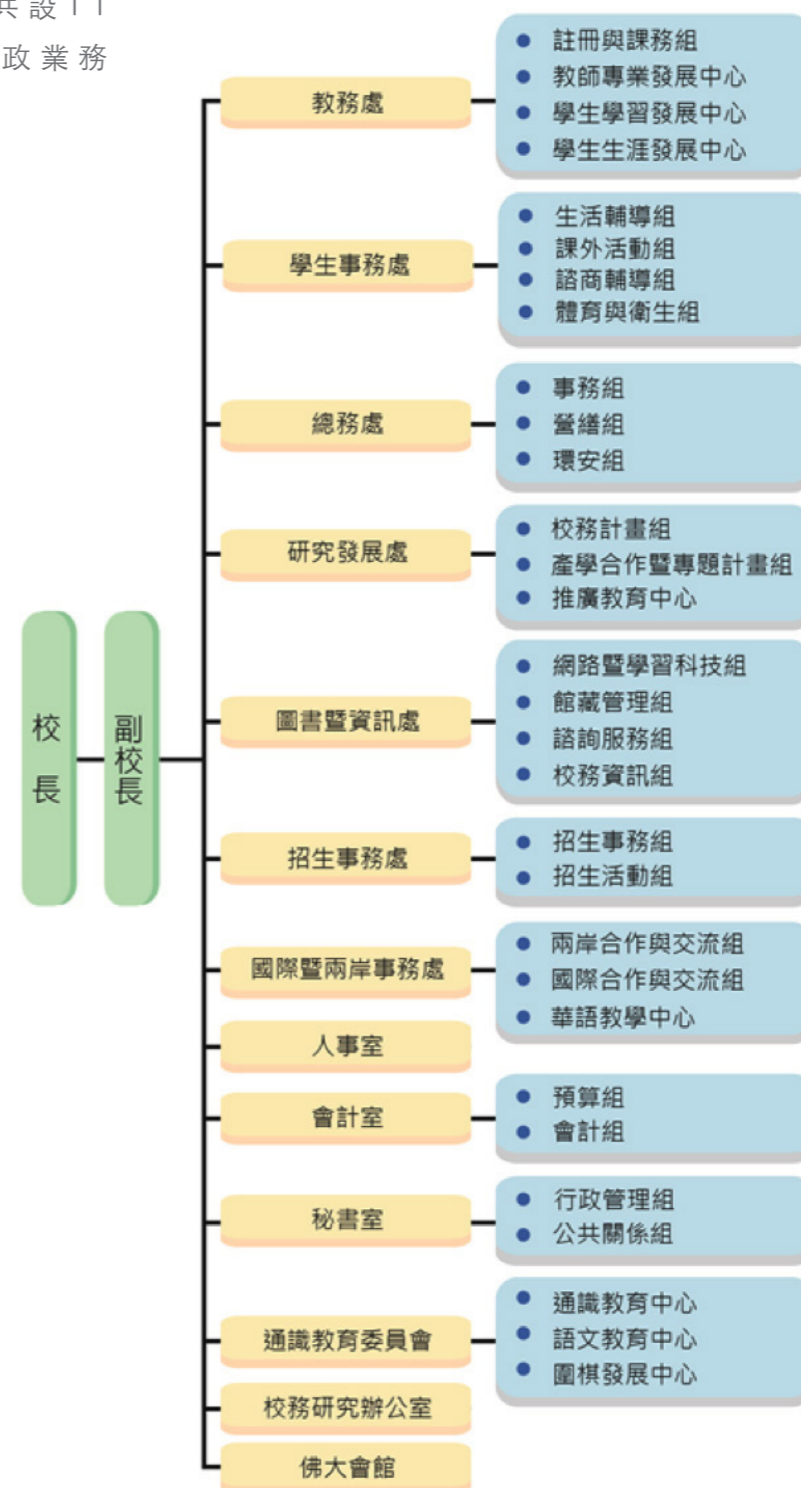 共設11
政業務
校長
副校長
教務處
註冊與課務組
教師專業發展中心
學生學習發展中心
學生生涯發展中心
學生事務處
生活輔導組
課外活動組
諮商輔導組
體育與衛生組
總務處
事務組
營繕組
環安組
研究發展處
校務計畫組
產學合作暨專題計畫組
推廣教育中心
圖書暨資訊處
網路暨學習科技組
館藏管理組
諮詢服務組
校務資訊組
招生事務處
招生事務組
招生活動組
國際暨兩岸事務處
兩岸合作與交流組
國際合作與交流組
華語教學中心
人事室
會計室
預算組
會計組
秘書室
行政管理組
公共關係組
通識教育委員會
通識教育中心
語文教育中心
圍棋發展中心
校務研究辦公室
佛大會館